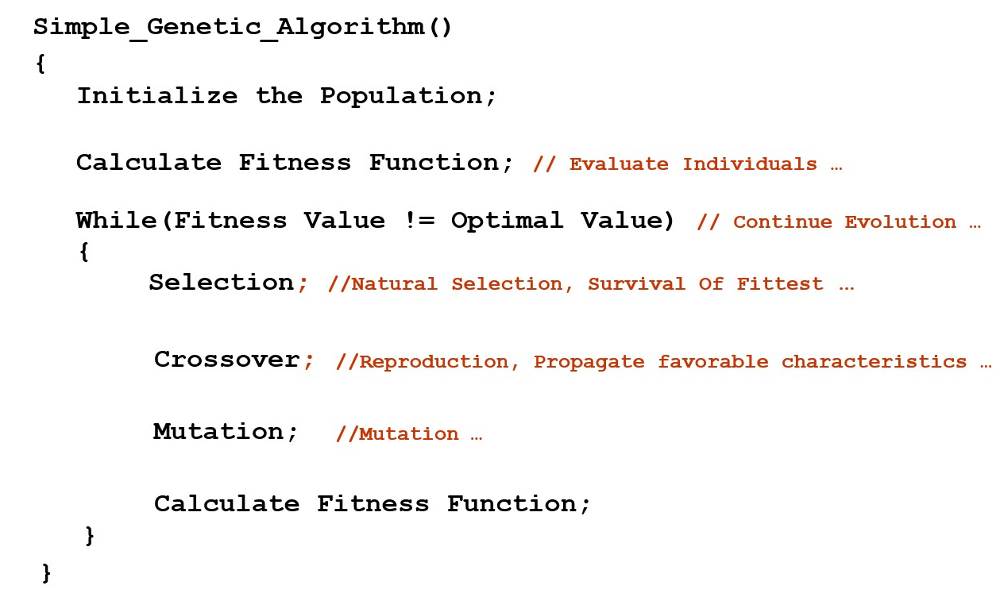 Simple_Genetic_Algorithm()
{
Initialize the Population;
Calculate Fitness Function; // Evaluate Individuals …
While(Fitness Value != Optimal Value) // Continue Evolution …
{
Selection; //Natural Selection, Survival Of Fittest …
Crossover; //Reproduction, Propagate favorable characteristics …
Mutation; //Mutation …
Calculate Fitness Function;
}
}